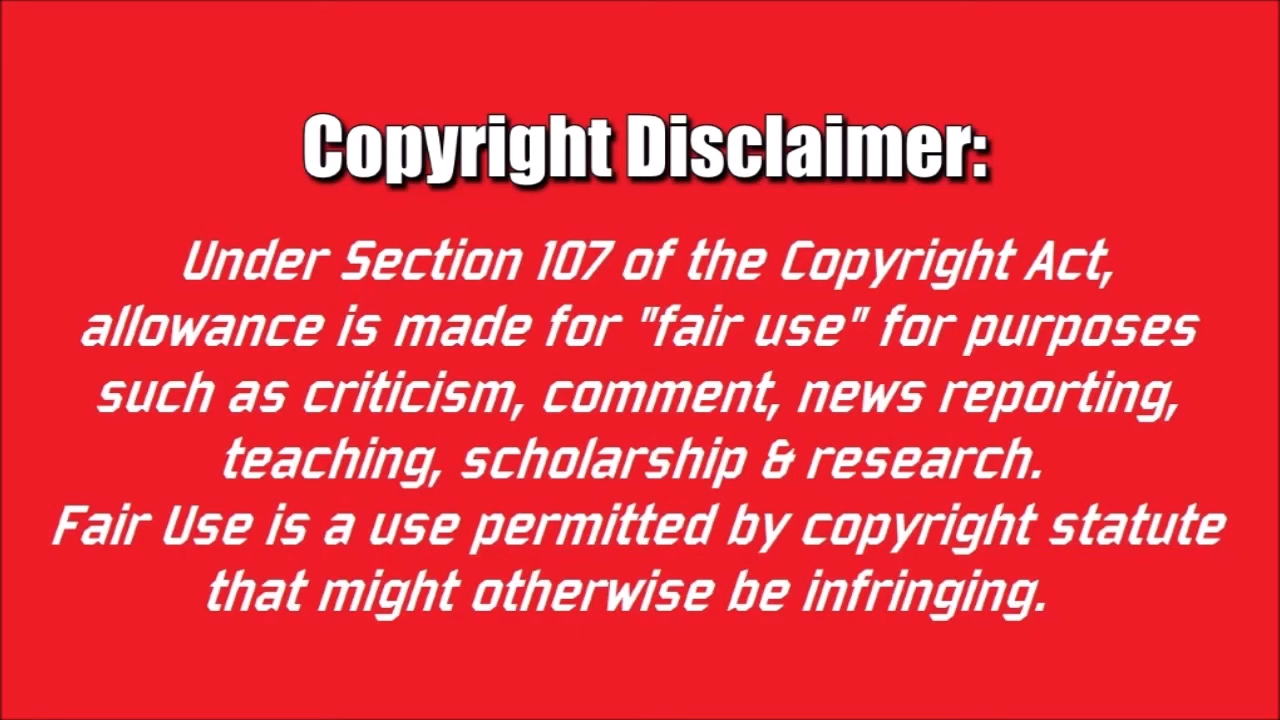 Copyright Disclaimer:
Under Section 107 of the Copyright Act,
allowance is made for "fair use" for purposes
such as criticism, comment, news reporting,
teaching, scholarship & research.
Fair Use is a use permitted by copyright statute
that might otherwise be infringing.